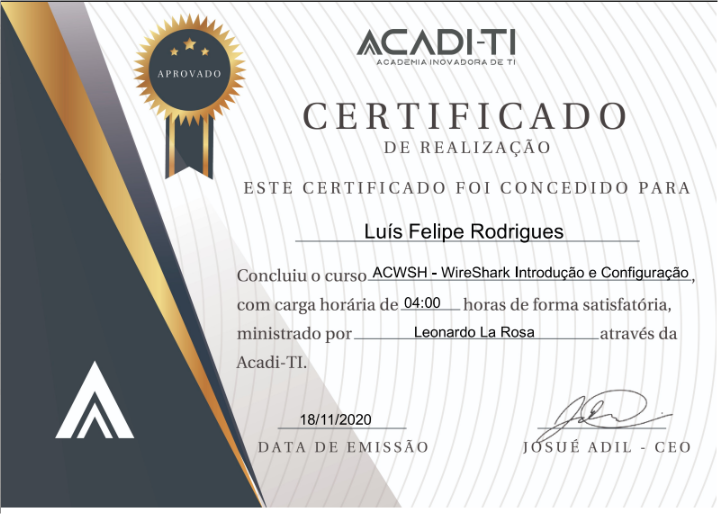 APROVADO
ACADI-TI
ACADEMIA INOVADORA DE TI
CERTIFICADO
DE REALIZAÇÃO
ESTE CERTIFICADO FOI CONCEDIDO PARA
Luís Felipe Rodrigues
Concluiu o curso ACWSH - WireShark Introdução e Configuração,
com carga horária de 04:00 horas de forma satisfatória,
ministrado por Leonardo La Rosa através da
Acadi-TI.
18/11/2020
DATA DE EMISSÃO
JOSUÉ ADIL - CEO